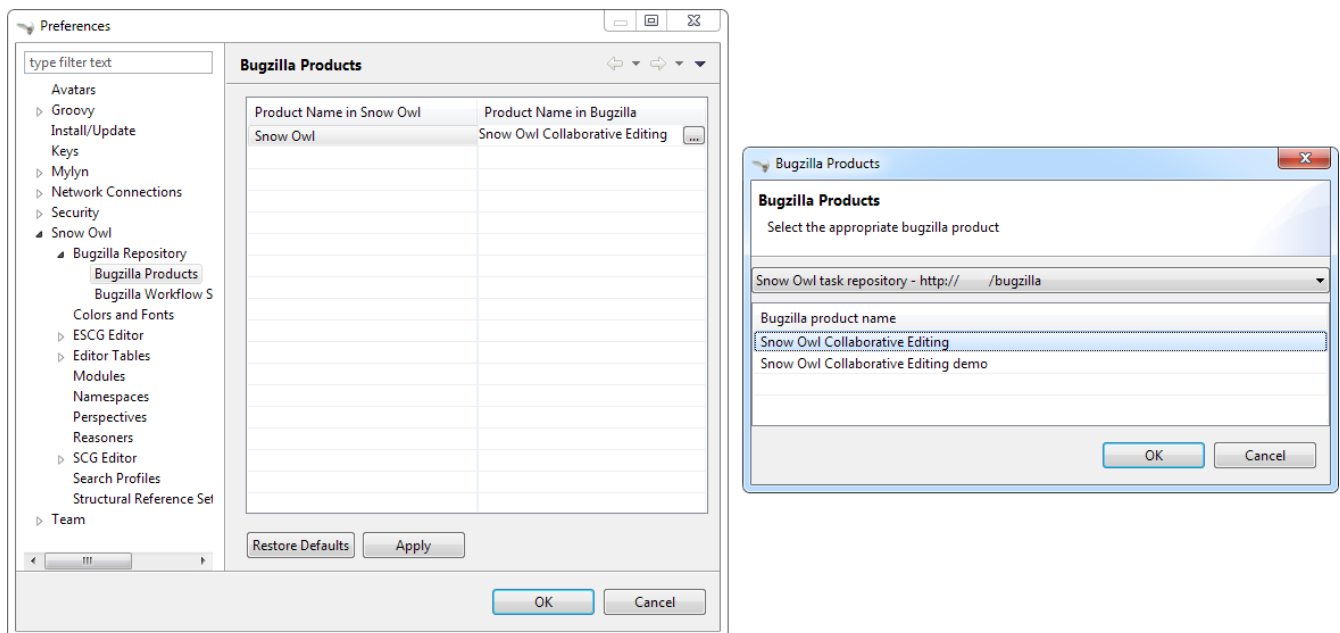 Preferences
type filter text
Avatars
Groovy
Install/Update
Keys
Mylyn
Network Connections
Security
Snow Owl
Bugzilla Repository
Bugzilla Products
Bugzilla Workflow S
Colors and Fonts
ESCG Editor
Editor Tables
Modules
Namespaces
Perspectives
Reasoners
SCG Editor
Search Profiles
Structural Reference Set
Team
Bugzilla Products
Product Name in Snow Owl Product Name in Bugzilla
Snow Owl Snow Owl Collaborative Editing ...
Restore Defaults Apply
OK Cancel
Bugzilla Products
Bugzilla Products
Select the appropriate bugzilla product
Snow Owl task repository - http:// /bugzilla
Bugzilla product name
Snow Owl Collaborative Editing
Snow Owl Collaborative Editing demo
OK Cancel